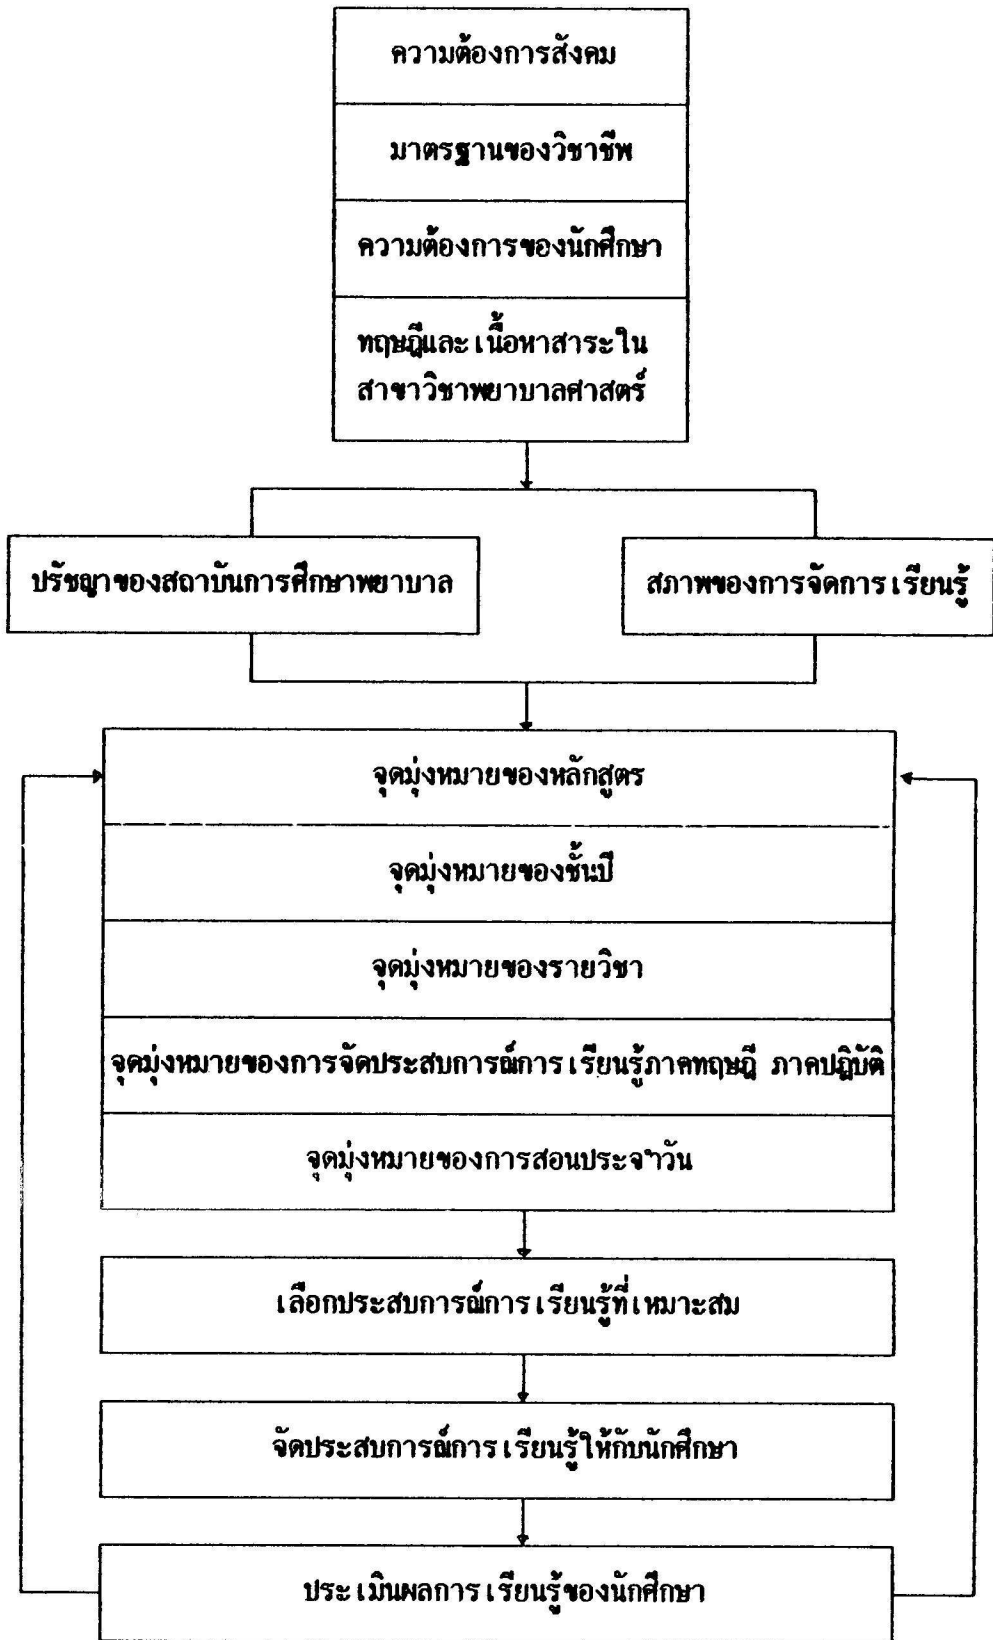 ความต้องการสังคม
มาตรฐานของวิชาชีพ
ความต้องการของนักศึกษา
ทฤษฎีและเนื้อหาสาระใน
สาขาวิชาพยาบาลศาสตร์
ปรัชญาของสถาบันการศึกษาพยาบาล
สภาพของการจัดการเรียนรู้
จุดมุ่งหมายของหลักสูตร
จุดมุ่งหมายของชั้นปี
จุดมุ่งหมายของรายวิชา
จุดมุ่งหมายของการจัดประสบการณ์การเรียนรู้ภาคทฤษฎี ภาคปฏิบัติ
จุดมุ่งหมายของการสอนประจำวัน
เลือกประสบการณ์การเรียนรู้ที่เหมาะสม
จัดประสบการณ์การเรียนรู้ให้กับนักศึกษา
ประเมินผลการเรียนรู้ของนักศึกษา